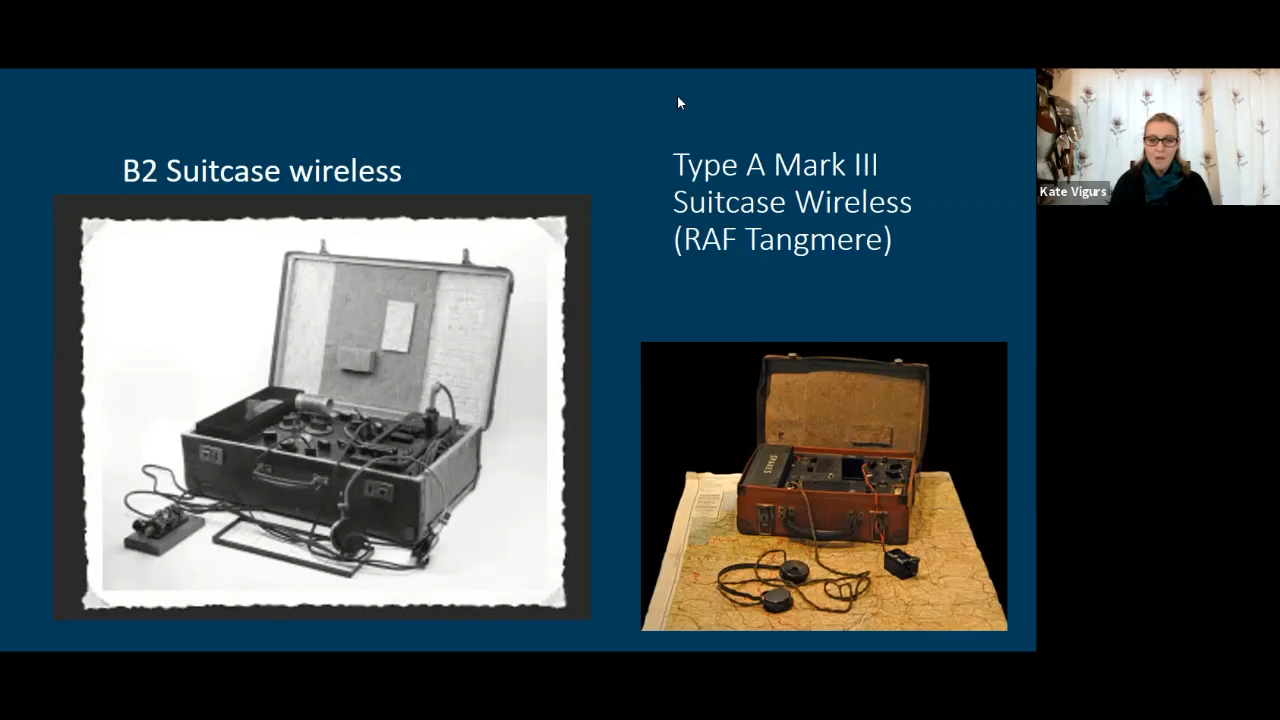 B2 Suitcase wireless
Type A Mark III
Suitcase Wireless
(RAF Tangmere)
Kate Vigurs
SPARES